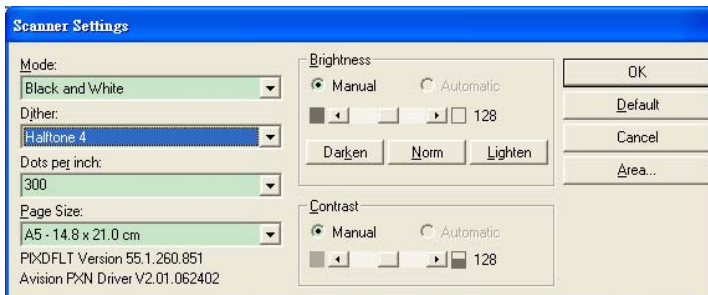 Scanner Settings
Mode:
Black and White
Dither:
Halftone 4
Dots per inch:
300
Page Size:
A5 - 14.8 x 21.0 cm
PIXDFLT Version 55.1.260.851
Avision PXN Driver V2.01.062402
Brightness
Manual
Automatic
128
Darken
Norm
Lighten
Contrast
Manual
Automatic
128
OK
Default
Cancel
Area...